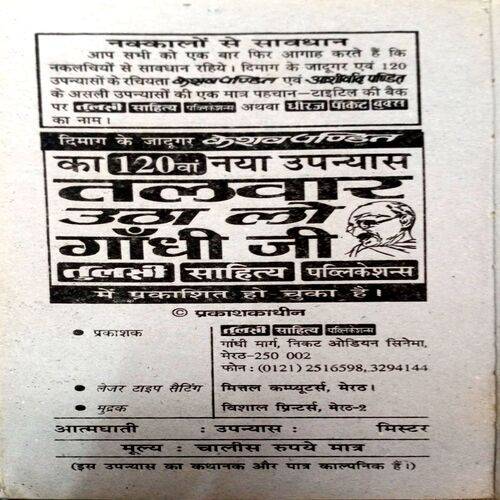 नक्कालों से सावधान
आप सभी को एक बार फिर आगाह करते हैं कि
नकलचियों से सावधान रहिये। दिमाग के जादूगर एवं 120
उपन्यासों के रचियता केशव पण्डित एवं आशीर्वाद पण्डित
के असली उपन्यासों की एक मात्र पहचान–टाइटिल की बैक
पर तुलसी साहित्य पब्लिकेशन्स अथवा धीरज पॉकेट बुक्स
का नाम।
दिमाग के जादूगर केशव पण्डित
का 120वां नया उपन्यास
तलवार
उठा लो
गाँधी जी
तुलसी साहित्य पब्लिकेशन्स
में प्रकाशित हो चुका है।
© प्रकाशकाधीन
● प्रकाशक तुलसी साहित्य पब्लिकेशन्स
गांधी मार्ग, निकट ओडियन सिनेमा,
मेरठ-250 002
फोन : (0121) 2516598, 3294144
● लेजर टाइप सैटिंग मित्तल कम्प्यूटर्स, मेरठ।
● मुद्रक विशाल प्रिन्टर्स, मेरठ-2
आत्मघाती : उपन्यास : मिस्टर
मूल्य : चालीस रुपये मात्र
(इस उपन्यास का कथानक और पात्र काल्पनिक हैं।)